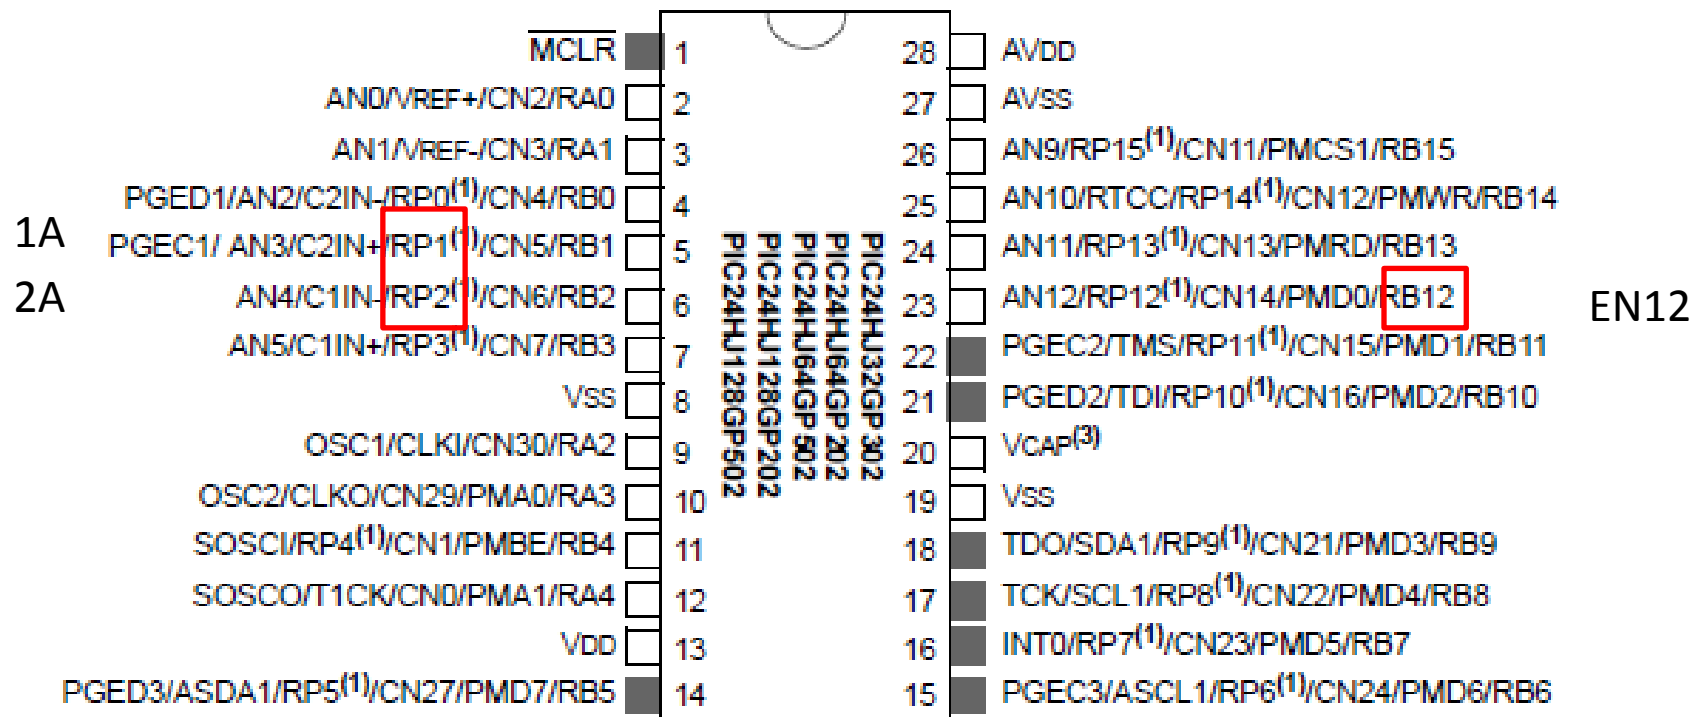 MCLR 1 28 AVDD
AN0/VREF+/CN2/RA0 2 27 AVSS
AN1/VREF-/CN3/RA1 3 26 AN9/RP15(1)/CN11/PMCS1/RB15
PGED1/AN2/C2IN-/RP0(1)/CN4/RB0 4 25 AN10/RTCC/RP14(1)/CN12/PMWR/RB14
1A PGEC1/ AN3/C2IN+/RP1(1)/CN5/RB1 5 24 AN11/RP13(1)/CN13/PMRD/RB13
2A AN4/C1IN-/RP2(1)/CN6/RB2 6 23 AN12/RP12(1)/CN14/PMD0/RB12 EN12
AN5/C1IN+/RP3(1)/CN7/RB3 7 22 PGEC2/TMS/RP11(1)/CN15/PMD1/RB11
VSS 8 21 PGED2/TDI/RP10(1)/CN16/PMD2/RB10
OSC1/CLKI/CN30/RA2 9 20 VCAP(3)
OSC2/CLKO/CN29/PMA0/RA3 10 19 VSS
SOSCI/RP4(1)/CN1/PMBE/RB4 11 18 TDO/SDA1/RP9(1)/CN21/PMD3/RB9
SOSCO/T1CK/CN0/PMA1/RA4 12 17 TCK/SCL1/RP8(1)/CN22/PMD4/RB8
VDD 13 16 INT0/RP7(1)/CN23/PMD5/RB7
PGED3/ASDA1/RP5(1)/CN27/PMD7/RB5 14 15 PGEC3/ASCL1/RP6(1)/CN24/PMD6/RB6
PIC24HJ32GP302
PIC24HJ64GP202
PIC24HJ64GP502
PIC24HJ128GP202
PIC24HJ128GP502